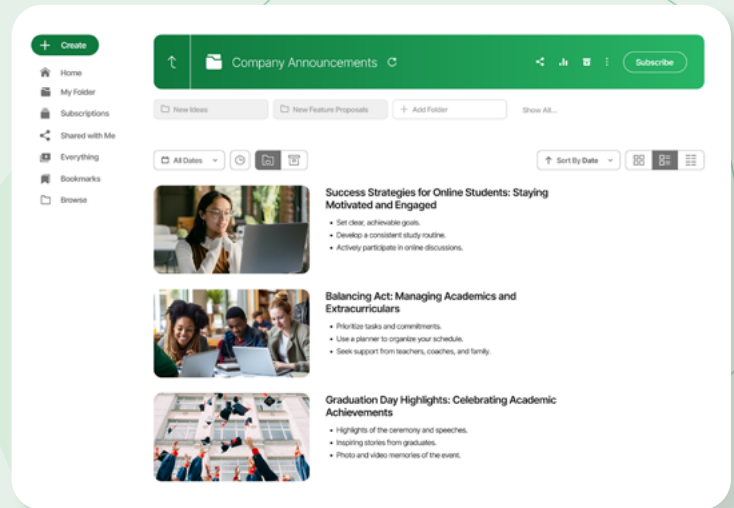 Create
Home
My Folder
Subscriptions
Shared with Me
Everything
Bookmarks
Browse
Company Announcements
Subscribe
New Ideas
New Feature Proposals
Add Folder
Show All...
All Dates
Sort By Date
Success Strategies for Online Students: Staying
Motivated and Engaged
• Set clear, achievable goals.
• Develop a consistent study routine.
• Actively participate in online discussions.
Balancing Act: Managing Academics and
Extracurriculars
• Prioritize tasks and commitments.
• Use a planner to organize your schedule.
• Seek support from teachers, coaches, and family.
Graduation Day Highlights: Celebrating Academic
Achievements
• Highlights of the ceremony and speeches.
• Inspiring stories from graduates.
• Photo and video memories of the event.